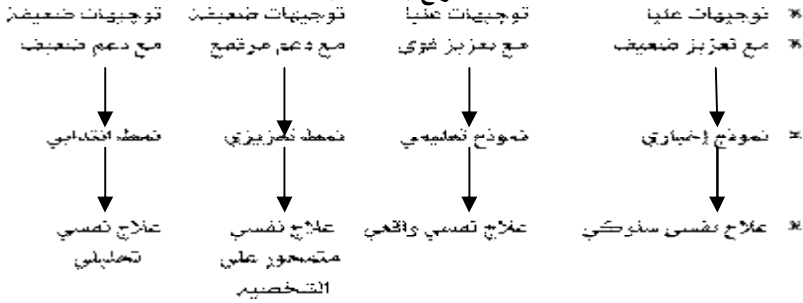 توجيهات عليا توجيهات عليا توجيهات ضعيفة توجيهات ضعيفة
مع تعزيز ضعيف مع تعزيز قوي مع دعم مرتفع مع دعم ضعيف
نموذج إخباري نموذج تعليمي نمط تعزيزي نمط انتدابي
علاج نفسي سلوكي علاج نفسي واقعي علاج نفسي علاج نفسي
متمحور على تحليلي
الشخصية